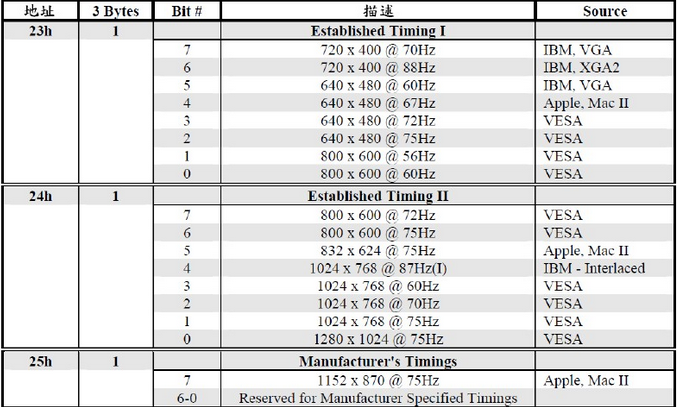 地址 3 Bytes Bit # 描述 Source
23h 1 Established Timing I
7 720 x 400 @ 70Hz IBM, VGA
6 720 x 400 @ 88Hz IBM, XGA2
5 640 x 480 @ 60Hz IBM, VGA
4 640 x 480 @ 67Hz Apple, Mac II
3 640 x 480 @ 72Hz VESA
2 640 x 480 @ 75Hz VESA
1 800 x 600 @ 56Hz VESA
0 800 x 600 @ 60Hz VESA
24h 1 Established Timing II
7 800 x 600 @ 72Hz VESA
6 800 x 600 @ 75Hz VESA
5 832 x 624 @ 75Hz Apple, Mac II
4 1024 x 768 @ 87Hz(I) IBM - Interlaced
3 1024 x 768 @ 60Hz VESA
2 1024 x 768 @ 70Hz VESA
1 1024 x 768 @ 75Hz VESA
0 1280 x 1024 @ 75Hz VESA
25h 1 Manufacturer's Timings
7 1152 x 870 @ 75Hz Apple, Mac II
6-0 Reserved for Manufacturer Specified Timings